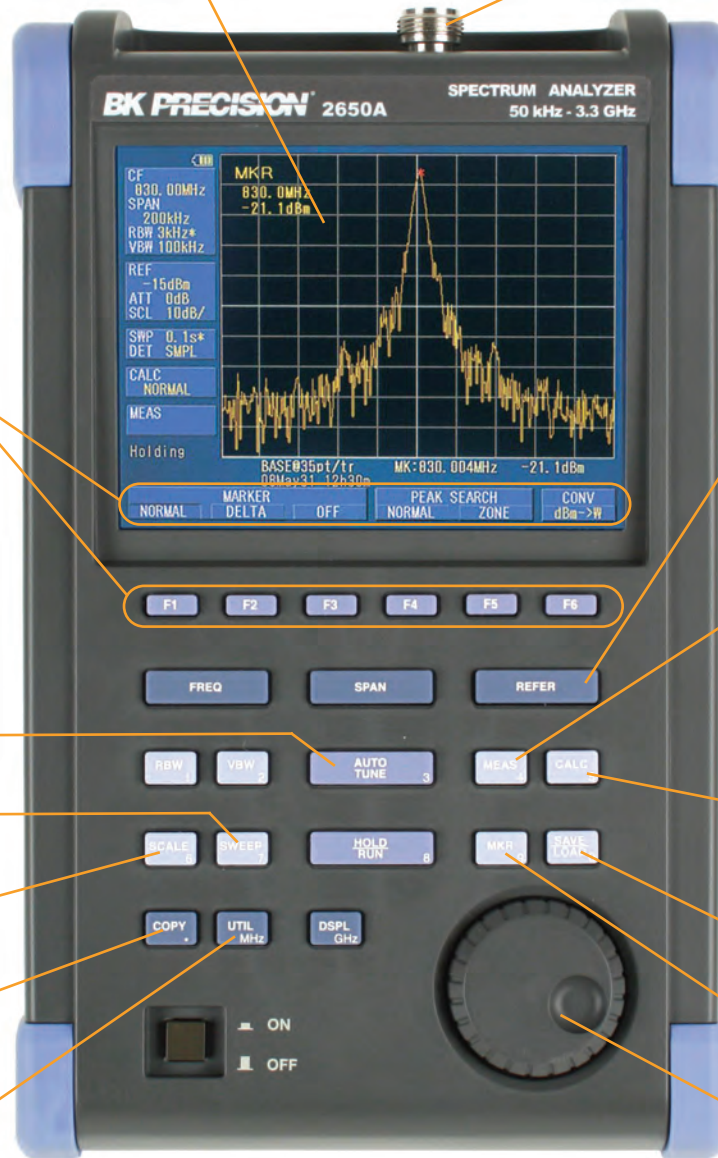 BK PRECISION 2650A
SPECTRUM ANALYZER
50 kHz - 3.3 GHz
CF
830.00MHz
SPAN
200kHz
RBW 3kHz*
VBW 100kHz
REF
-15dBm
ATT 0dB
SCL 10dB/
SWP 0.1s*
DET SMPL
CALC
NORMAL
MEAS
Holding
MKR
830.0MHz
-21.1dBm
BASE@35pt/tr MK:830.004MHz -21.1dBm
08May31 12h30m
MARKER PEAK SEARCH CONV
NORMAL DELTA OFF NORMAL ZONE dBm->W
F1 F2 F3 F4 F5 F6
FREQ SPAN REFER
RBW 1 VBW 2 AUTO TUNE 3 MEAS 4 CALC
SCALE 6 SWEEP 7 HOLD RUN 8 MKR SAVE LOAD
COPY . UTIL MHz DSPL GHz
ON
OFF